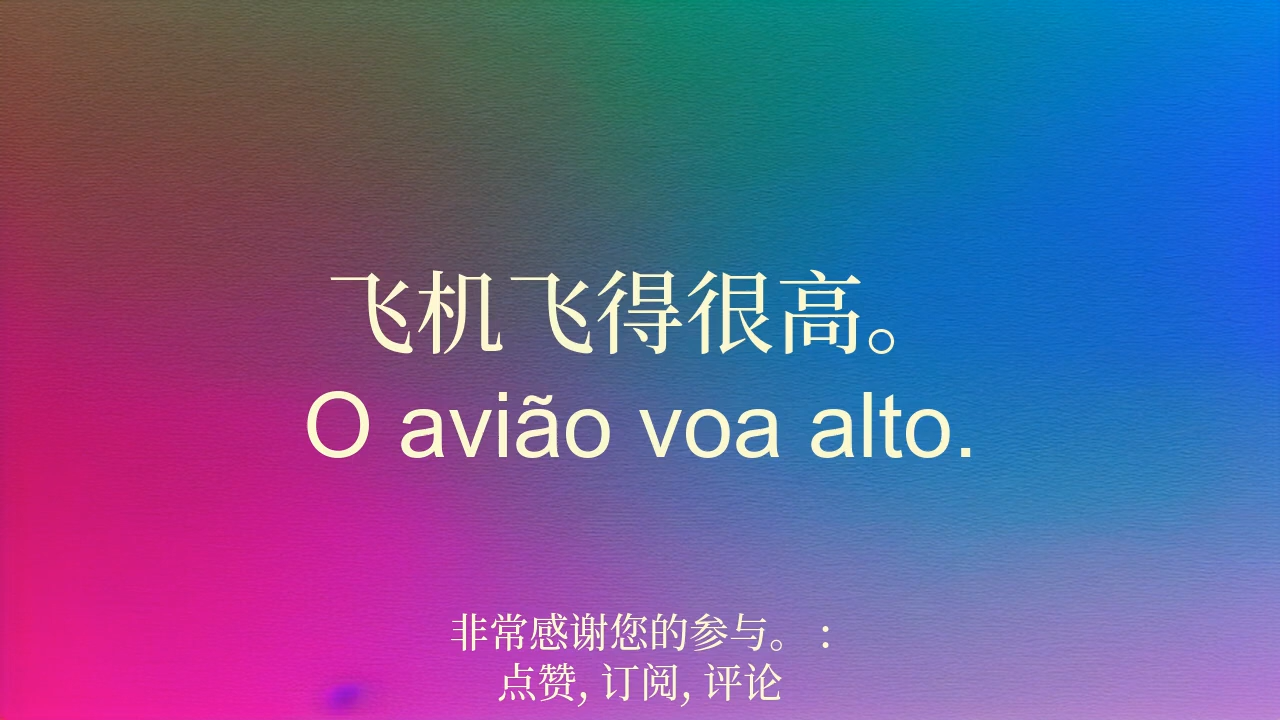 飞机飞得很高。
O avião voa alto.
非常感谢您的参与。 :
点赞, 订阅, 评论